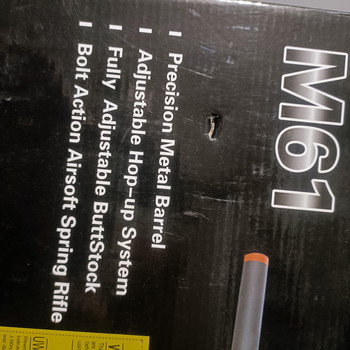 M61
Precision Metal Barrel
Adjustable Hop-up System
Fully Adjustable ButtStock
Bolt Action Airsoft Spring Rifle